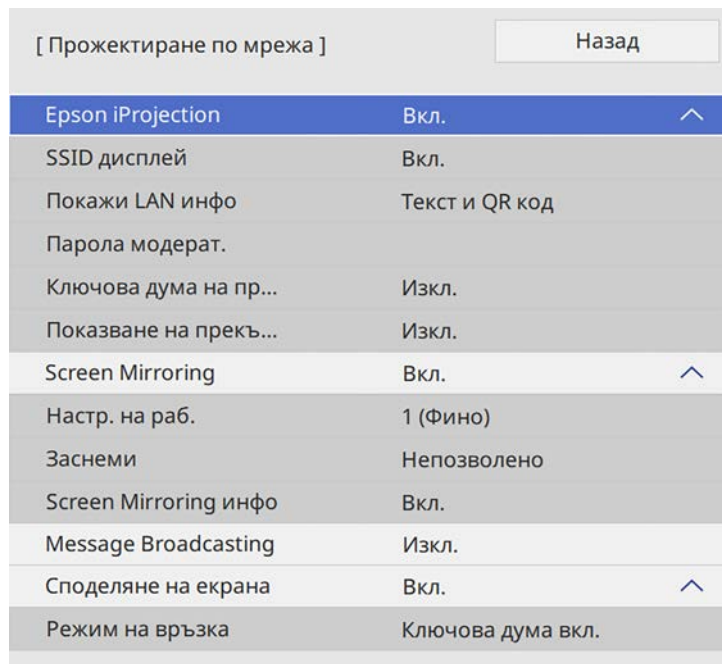 [ Прожектиране по мрежа ] Назад
Epson iProjection Вкл.
SSID дисплей Вкл.
Покажи LAN инфо Текст и QR код
Парола модерат.
Ключова дума на пр... Изкл.
Показване на прекъ... Изкл.
Screen Mirroring Вкл.
Настр. на раб. 1 (Фино)
Заснеми Непозволено
Screen Mirroring инфо Вкл.
Message Broadcasting Изкл.
Споделяне на екрана Вкл.
Режим на връзка Ключова дума вкл.